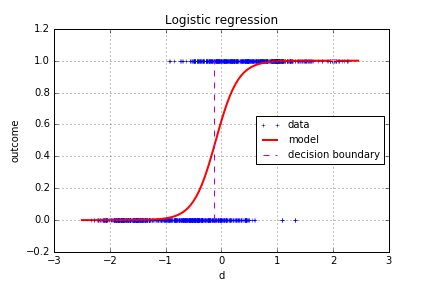 Logistic regression
1.2
1.0
0.8
0.6
0.4
0.2
0.0
−0.2
outcome
data
model
decision boundary
−3 −2 −1 0 1 2 3
d